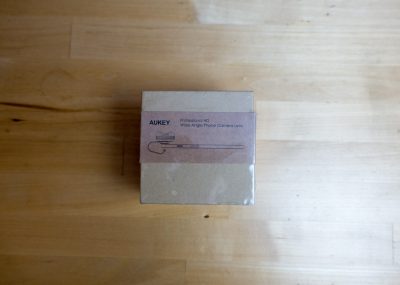 AUKEY
Professional HD
Wide Angle Phone Camera Lens